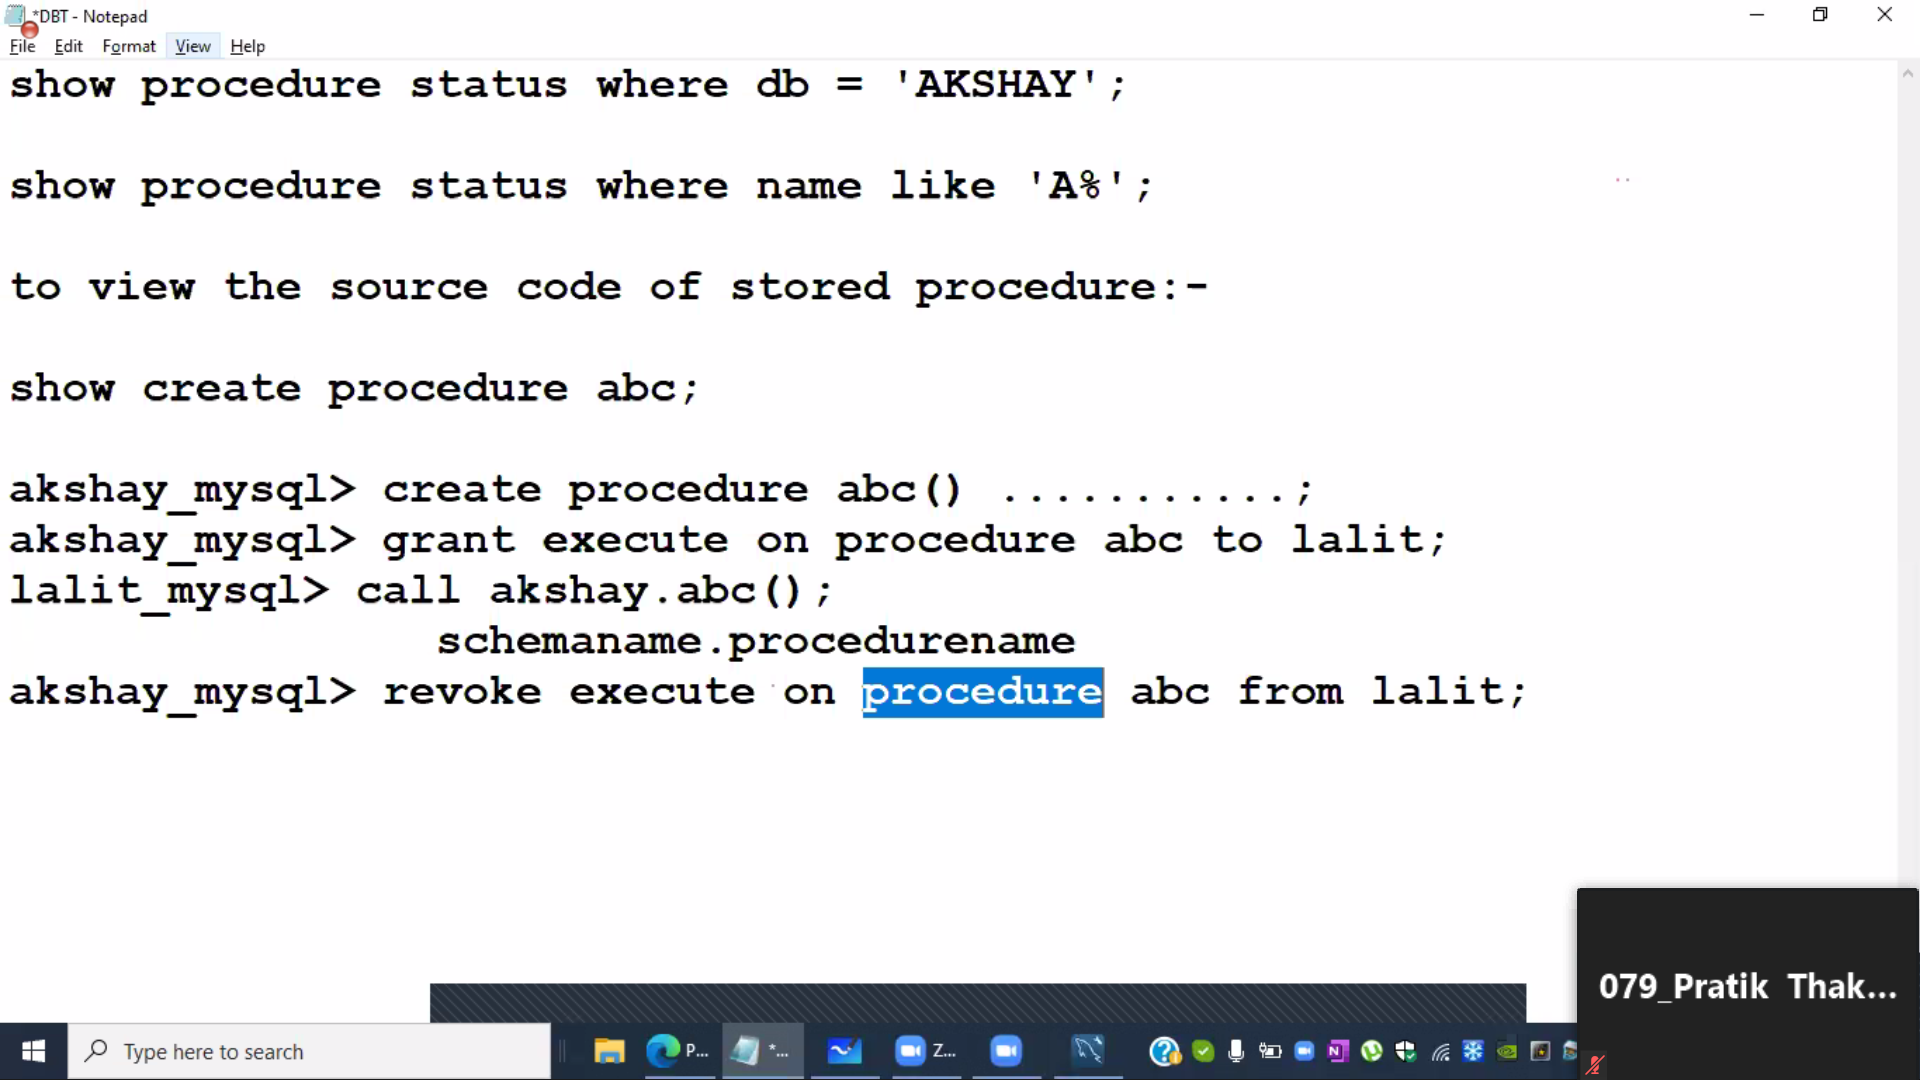 *DBT - Notepad
File Edit Format View Help
show procedure status where db = 'AKSHAY';
show procedure status where name like 'A%';
to view the source code of stored procedure:-
show create procedure abc;
akshay_mysql> create procedure abc() ...........;
akshay_mysql> grant execute on procedure abc to lalit;
lalit_mysql> call akshay.abc();
schemaname.procedurename
akshay_mysql> revoke execute on procedure abc from lalit;
079_Pratik Thak...
Type here to search
P...
*...
Z...